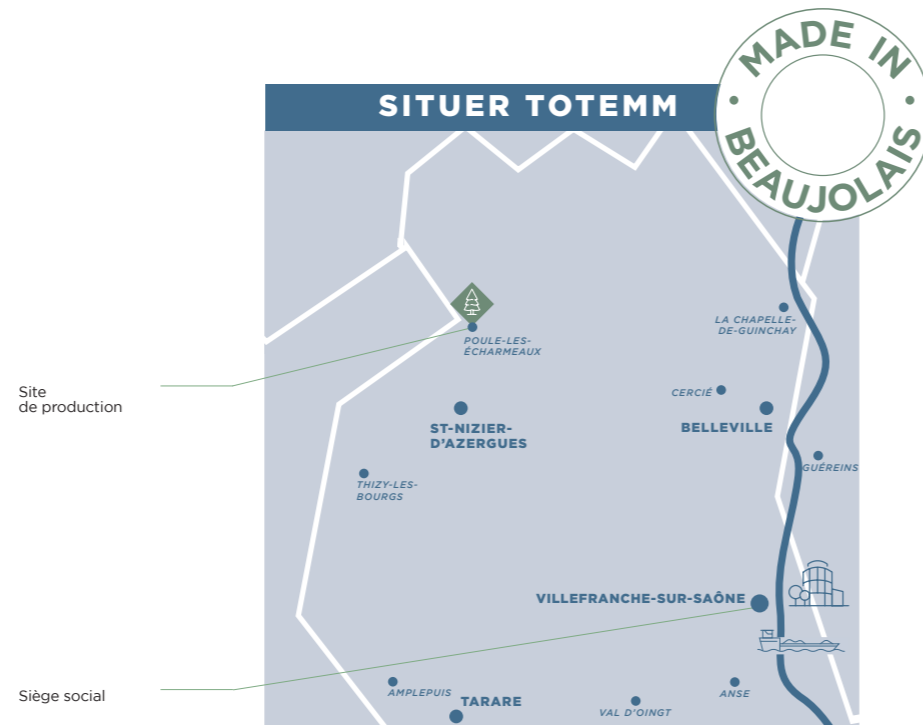 MADE IN
BEAUJOLAIS
SITUER TOTEMM
POULE-LES-
ÉCHARMEAUX
LA CHAPELLE-
DE-GUINCHAY
Site
de production
CERCIÉ
ST-NIZIER-
D'AZERGUES
BELLEVILLE
GUÉREINS
THIZY-LES-
BOURGS
VILLEFRANCHE-SUR-SAÔNE
Siège social
AMPLEPUIS
TARARE
VAL D'OINGT
ANSE